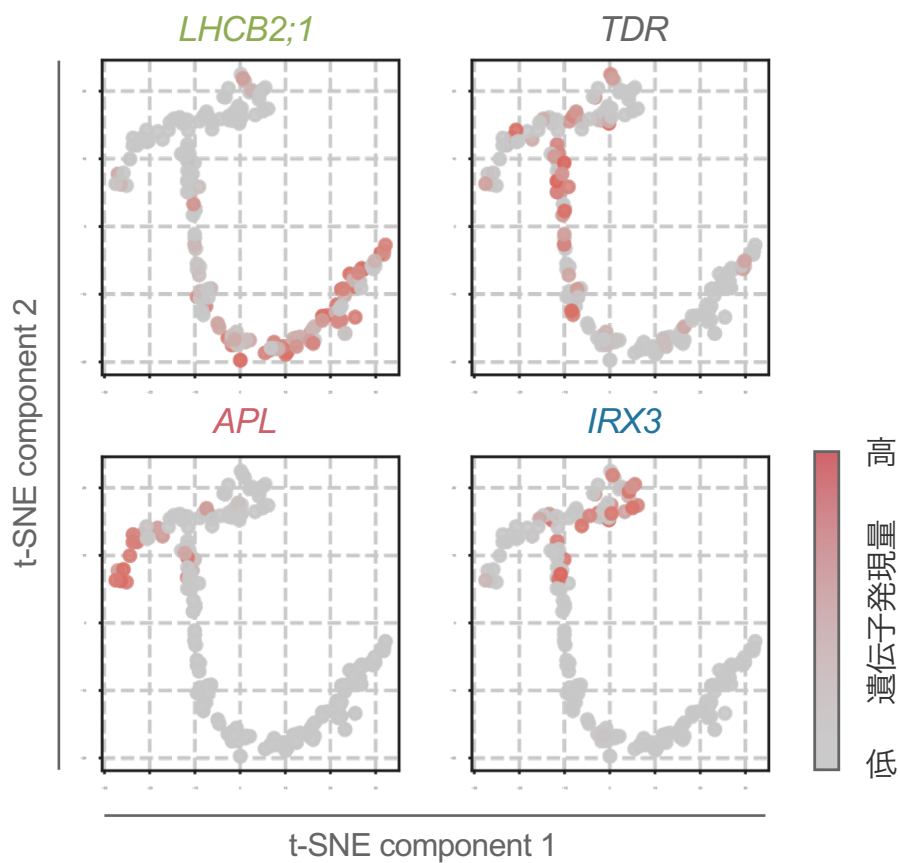 LHCB2;1
TDR
t-SNE component 2
APL
IRX3
高
遺伝子発現量
低
t-SNE component 1